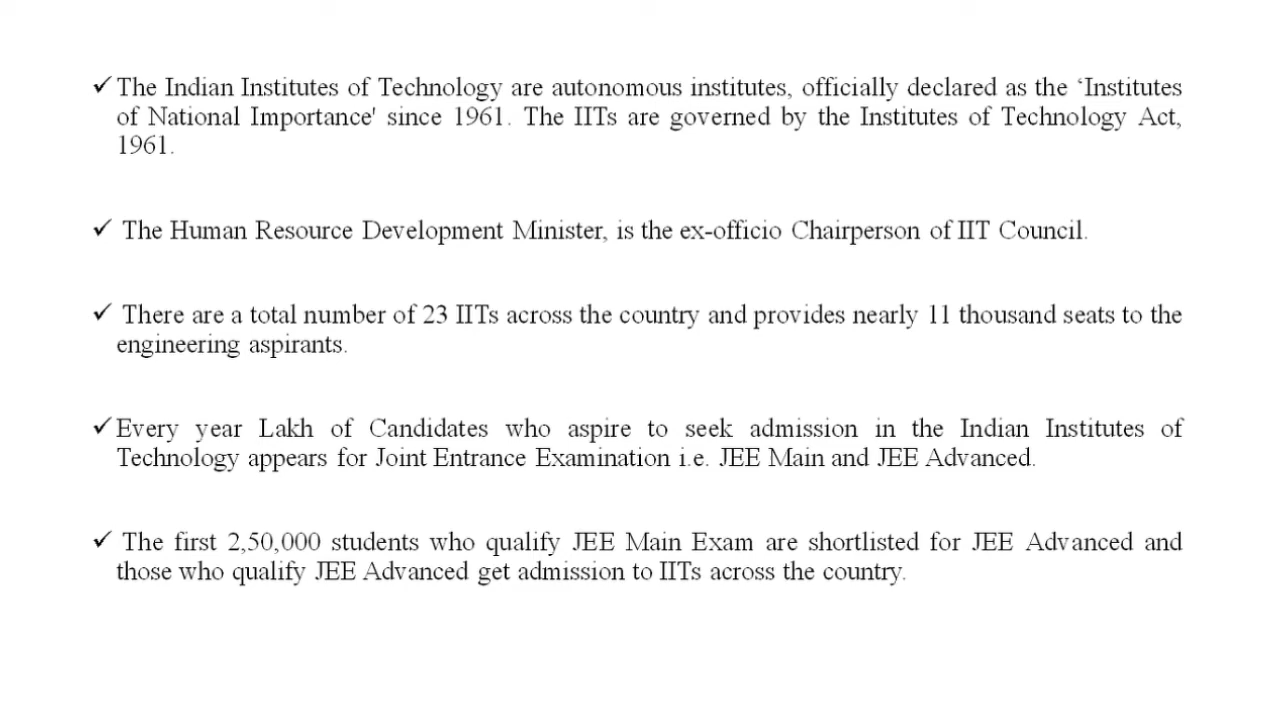 ✓The Indian Institutes of Technology are autonomous institutes, officially declared as the ‘Institutes
of National Importance' since 1961. The IITs are governed by the Institutes of Technology Act,
1961.
✓ The Human Resource Development Minister, is the ex-officio Chairperson of IIT Council.
✓ There are a total number of 23 IITs across the country and provides nearly 11 thousand seats to the
engineering aspirants.
✓Every year Lakh of Candidates who aspire to seek admission in the Indian Institutes of
Technology appears for Joint Entrance Examination i.e. JEE Main and JEE Advanced.
✓ The first 2,50,000 students who qualify JEE Main Exam are shortlisted for JEE Advanced and
those who qualify JEE Advanced get admission to IITs across the country.